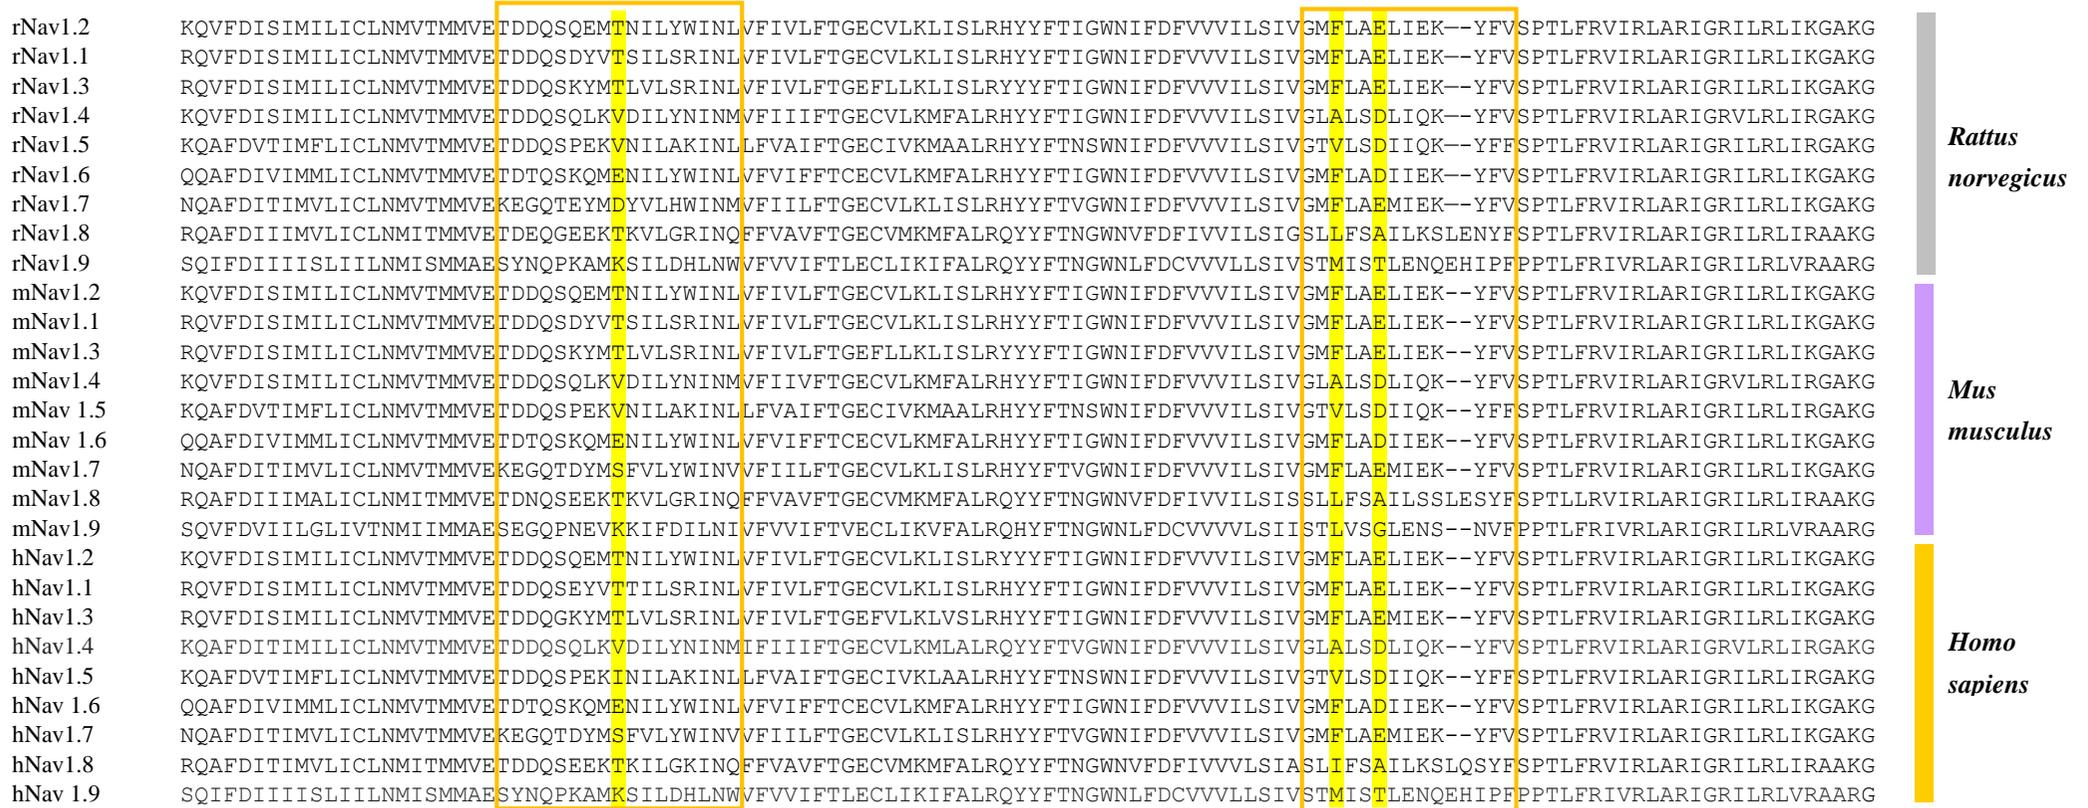 rNav1.2 KQVFDISIMILICLNMVTMMVETDDQSQEMTNILYWINLVFIVLFTGECVLKLISLRHYYFTIGWNIFDFVVVILSIVGMFLAELIEK--YFVSPTLFRVIRLARIGRILRLIKGAKG
rNav1.1 RQVFDISIMILICLNMVTMMVETDDQSDYVTSILSRINLVFIVLFTGECVLKLISLRHYYFTIGWNIFDFVVVILSIVGMFLAELIEK--YFVSPTLFRVIRLARIGRILRLIKGAKG
rNav1.3 RQVFDISIMILICLNMVTMMVETDDQSKYMTLVLSRINLVFIVLFTGEFLLKLISLRYYYFTIGWNIFDFVVVILSIVGMFLAELIEK--YFVSPTLFRVIRLARIGRILRLIKGAKG
rNav1.4 KQVFDISIMILICLNMVTMMVETDDQSQLKVDILYNINMVFIIIFTGECVLKMFALRHYYFTIGWNIFDFVVVILSIVGLALSDLIQK--YFVSPTLFRVIRLARIGRVLRLIRGAKG
rNav1.5 KQAFDVTIMFLICLNMVTMMVETDDQSPEKVNILAKINLLFVAIFTGECIVKMAALRHYYFTNSWNIFDFVVVILSIVGTVLSDIIQK--YFFSPTLFRVIRLARIGRILRLIRGAKG
rNav1.6 QQAFDIVIMMLICLNMVTMMVETDTQSKQMENILYWINLVFVIFFTCECVLKMFALRHYYFTIGWNIFDFVVVILSIVGMFLADIIEK--YFVSPTLFRVIRLARIGRILRLIKGAKG
rNav1.7 NQAFDITIMVLICLNMVTMMVEKEGQTEYMDYVLHWINMVFIILFTGECVLKLISLRHYYFTVGWNIFDFVVVILSIVGMFLAEMIEK--YFVSPTLFRVIRLARIGRILRLIKGAKG
rNav1.8 RQAFDIIIMVLICLNMITMMVETDEQGEEKTKVLGRINQFFVAVFTGECVMKMFALRQYYFTNGWNVFDFIVVILSIGSLLFSAILKSLENYFSPTLFRVIRLARIGRILRLIRAAKG
rNav1.9 SQIFDIIIISLIILNMISMMAESYNQPKAMKSILDHLNWVFVVIFTLECLIKIFALRQYYFTNGWNLFDCVVVLLSIVSTMISTLENQEHIPFPPTLFRIVRLARIGRILRLVRAARG
mNav1.2 KQVFDISIMILICLNMVTMMVETDDQSQEMTNILYWINLVFIVLFTGECVLKLISLRHYYFTIGWNIFDFVVVILSIVGMFLAELIEK--YFVSPTLFRVIRLARIGRILRLIKGAKG
mNav1.1 RQVFDISIMILICLNMVTMMVETDDQSDYVTSILSRINLVFIVLFTGECVLKLISLRHYYFTIGWNIFDFVVVILSIVGMFLAELIEK--YFVSPTLFRVIRLARIGRILRLIKGAKG
mNav1.3 RQVFDISIMILICLNMVTMMVETDDQSKYMTLVLSRINLVFIVLFTGEFLLKLISLRYYYFTIGWNIFDFVVVILSIVGMFLAELIEK--YFVSPTLFRVIRLARIGRILRLIKGAKG
mNav1.4 KQVFDISIMILICLNMVTMMVETDDQSQLKVDILYNINMVFIIVFTGECVLKMFALRHYYFTIGWNIFDFVVVILSIVGLALSDLIQK--YFVSPTLFRVIRLARIGRVLRLIRGAKG
mNav 1.5 KQAFDVTIMFLICLNMVTMMVETDDQSPEKVNILAKINLLFVAIFTGECIVKMAALRHYYFTNSWNIFDFVVVILSIVGTVLSDIIQK--YFFSPTLFRVIRLARIGRILRLIRGAKG
mNav 1.6 QQAFDIVIMMLICLNMVTMMVETDTQSKQMENILYWINLVFVIFFTCECVLKMFALRHYYFTIGWNIFDFVVVILSIVGMFLADIIEK--YFVSPTLFRVIRLARIGRILRLIKGAKG
mNav1.7 NQAFDITIMVLICLNMVTMMVEKEGQTDYMSFVLYWINVVFIILFTGECVLKLISLRHYYFTVGWNIFDFVVVILSIVGMFLAEMIEK--YFVSPTLFRVIRLARIGRILRLIKGAKG
mNav1.8 RQAFDIIIMALICLNMITMMVETDNQSEEKTKVLGRINQFFVAVFTGECVMKMFALRQYYFTNGWNVFDFIVVILSISSLLFSAILSSLESYFSPTLLRVIRLARIGRILRLIRAAKG
mNav1.9 SQVFDVIIILGLIVTNMIIMMAESEGQPNEVKKIFDILNIVFVVIFTVECLIKVFALRQHYFTNGWNLFDCVVVVLSIISTLVSGLENS--NVFPPTLFRIVRLARIGRILRLVRAARG
hNav1.2 KQVFDISIMILICLNMVTMMVETDDQSQEMTNILYWINLVFIVLFTGECVLKLISLRYYYFTIGWNIFDFVVVILSIVGMFLAELIEK--YFVSPTLFRVIRLARIGRILRLIKGAKG
hNav1.1 RQVFDISIMILICLNMVTMMVETDDQSEYVTTILSRINLVFIVLFTGECVLKLISLRHYYFTIGWNIFDFVVVILSIVGMFLAELIEK--YFVSPTLFRVIRLARIGRILRLIKGAKG
hNav1.3 RQVFDISIMILICLNMVTMMVETDDQGKYMTLVLSRINLVFIVLFTGEFVLKLVSLRHYYFTIGWNIFDFVVVILSIVGMFLAEMIEK--YFVSPTLFRVIRLARIGRILRLIKGAKG
hNav1.4 KQAFDITIMILICLNMVTMMVETDDQSQLKVDILYNINMIFIIIFTGECVLKMLALRQYYFTVGWNIFDFVVVILSIVGLALSDLIQK--YFVSPTLFRVIRLARIGRVLRLIRGAKG
hNav1.5 KQAFDVTIMFLICLNMVTMMVETDDQSPEKINILAKINLLFVAIFTGECIVKLAALRHYYFTNSWNIFDFVVVILSIVGTVLSDIIQK--YFFSPTLFRVIRLARIGRILRLIRGAKG
hNav 1.6 QQAFDIVIMMLICLNMVTMMVETDTQSKQMENILYWINLVFVIFFTCECVLKMFALRHYYFTIGWNIFDFVVVILSIVGMFLADIIEK--YFVSPTLFRVIRLARIGRILRLIKGAKG
hNav1.7 NQAFDITIMVLICLNMVTMMVEKEGQTDYMSFVLYWINVVFIILFTGECVLKLISLRHYYFTVGWNIFDFVVVILSIVGMFLAEMIEK--YFVSPTLFRVIRLARIGRILRLIKGAKG
hNav1.8 RQAFDITIMVLICLNMITMMVETDDQSEEKTKILGKINQFFVAVFTGECVMKMFALRQYYFTNGWNVFDFIVVVLSIASLIFSAILKSLQSYFSPTLFRVIRLARIGRILRLIRAAKG
hNav 1.9 SQIFDIIIISLIILNMISMMAESYNQPKAMKSILDHLNWVFVVIFTLECLIKIFALRQYYFTNGWNLFDCVVVLLSIVSTMISTLENQEHIPFPPTLFRIVRLARIGRILRLVRAARG
Rattus
norvegicus
Mus
musculus
Homo
sapiens